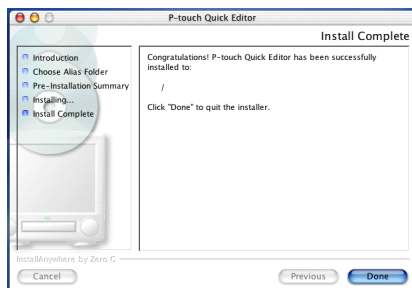 P-touch Quick Editor
Install Complete
Introduction
Choose Alias Folder
Pre-Installation Summary
Installing...
Install Complete
Congratulations! P-touch Quick Editor has been successfully
installed to:
/
Click "Done" to quit the installer.
InstallAnywhere by Zero G
Cancel
Previous
Done